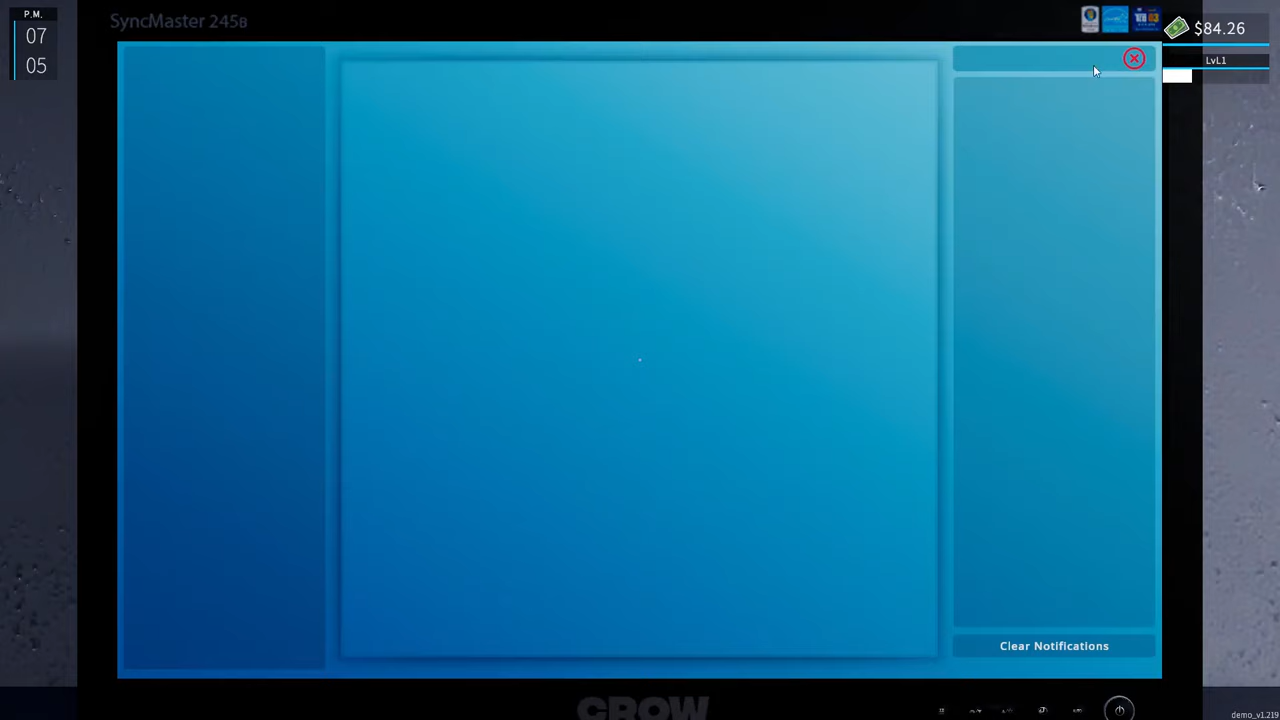 P.M.
07
05
SyncMaster 245B
$84.26
LvL1
Clear Notifications
CROW
demo_v1.219